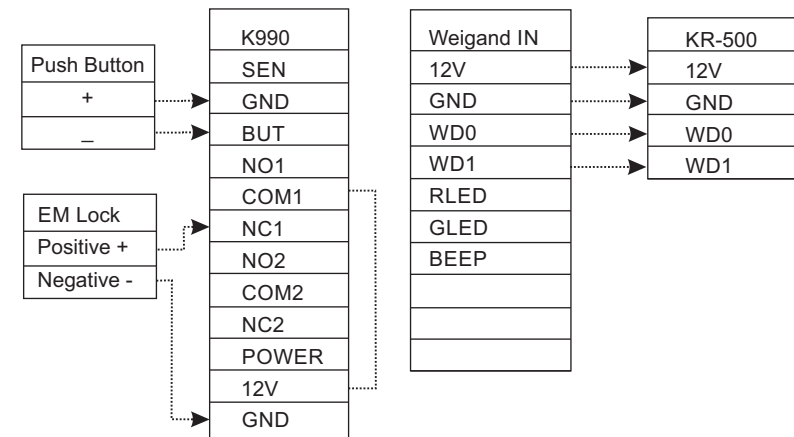 Push Button
+
_
EM Lock
Positive +
Negative -
K990
SEN
GND
BUT
NO1
COM1
NC1
NO2
COM2
NC2
POWER
12V
GND
Weigand IN
12V
GND
WD0
WD1
RLED
GLED
BEEP
KR-500
12V
GND
WD0
WD1